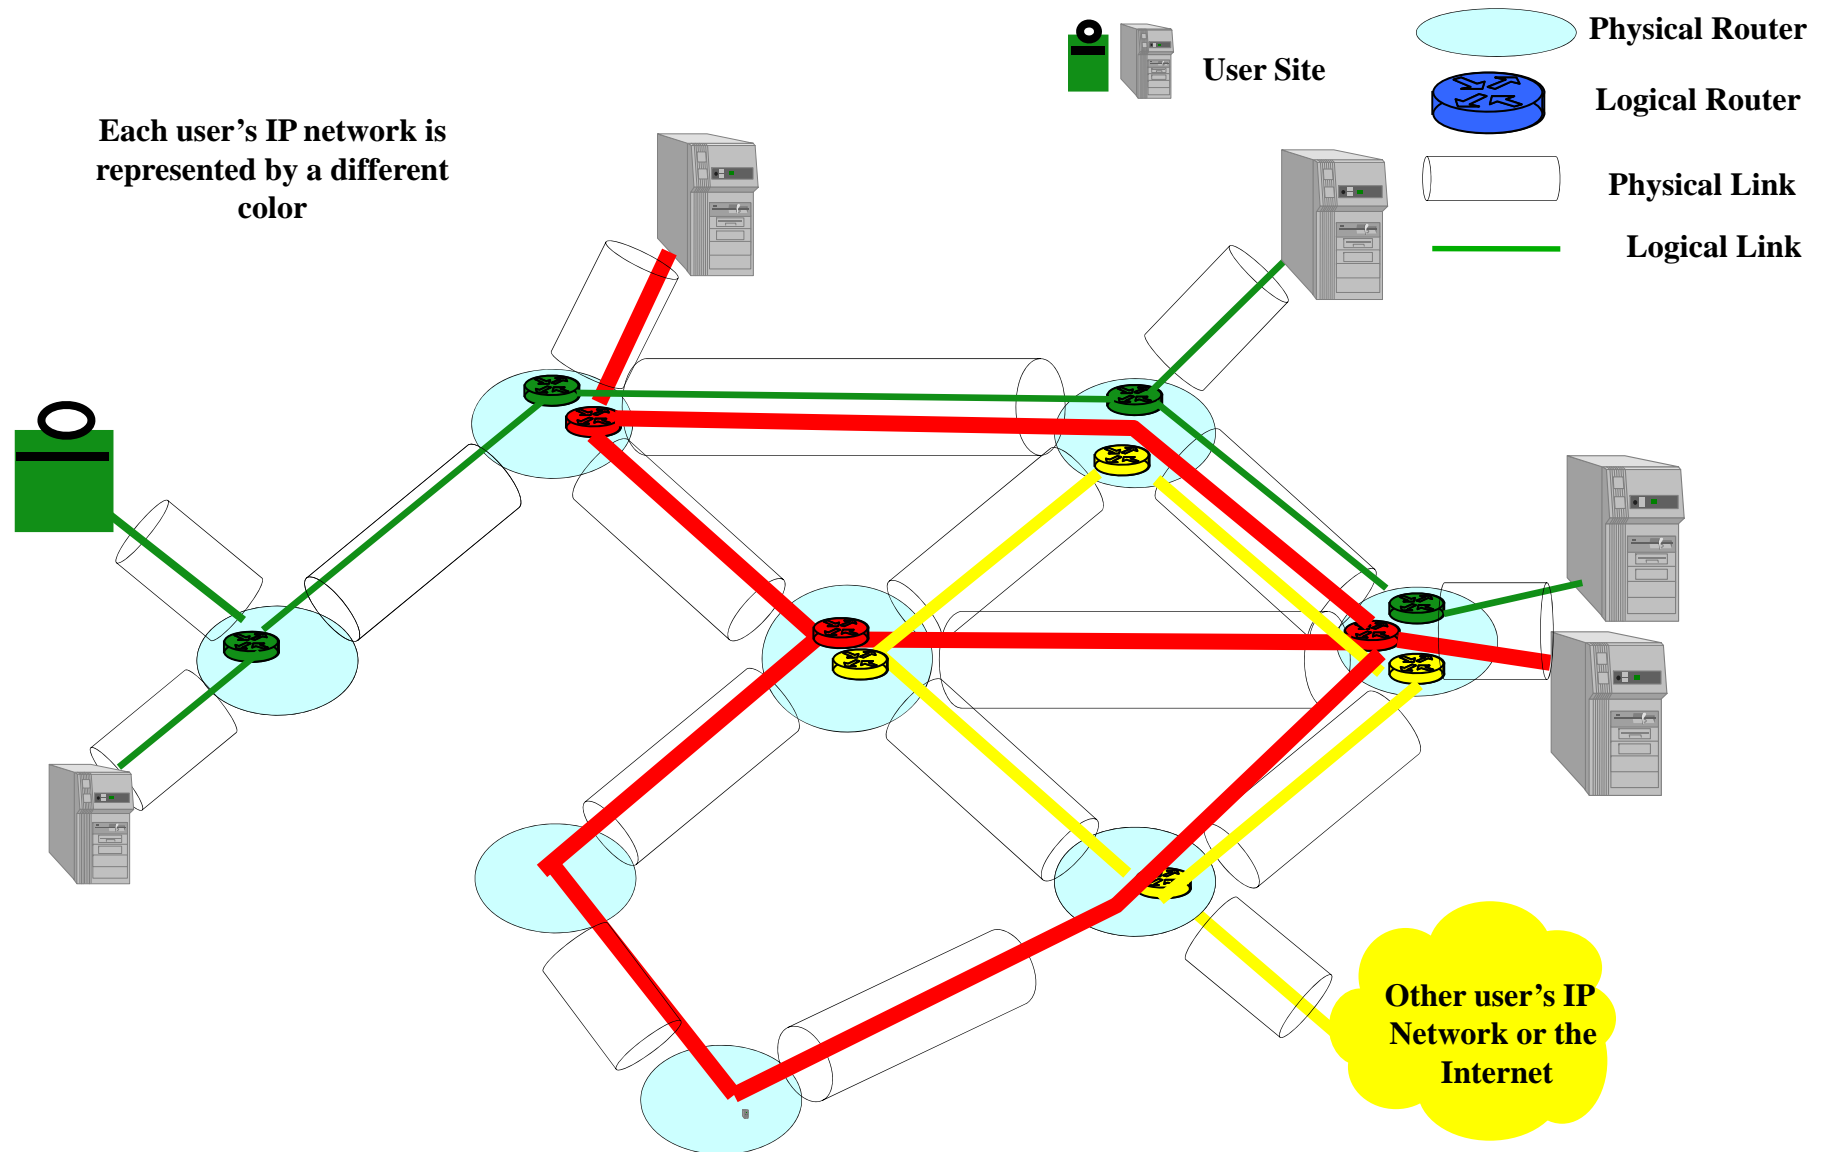 Physical Router
User Site
Logical Router
Each user’s IP network is
represented by a different
color
Physical Link
Logical Link
Other user’s IP
Network or the
Internet